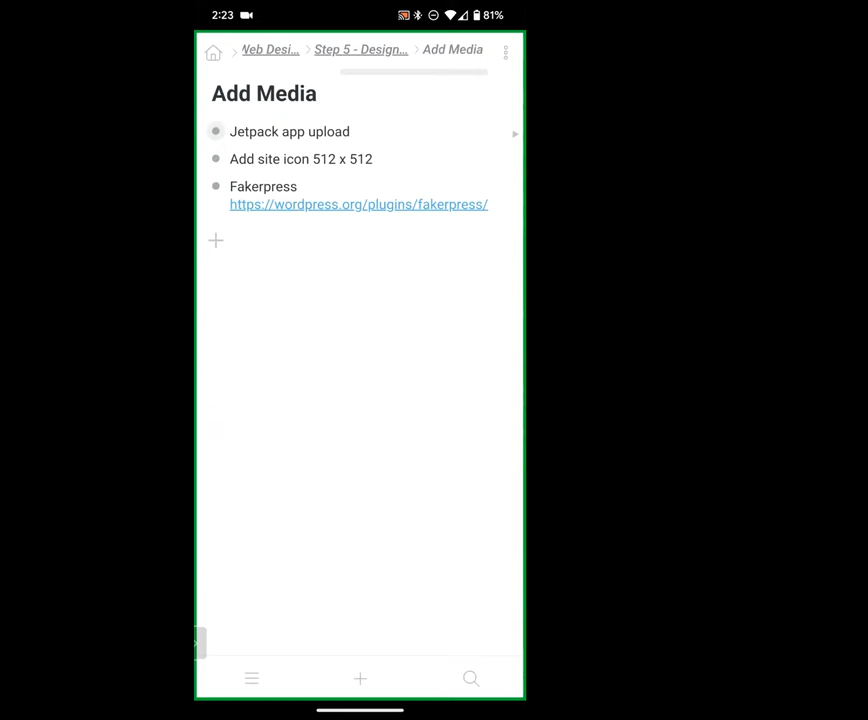 2:23
81%
Web Desi... Step 5 - Design... Add Media
Add Media
Jetpack app upload
Add site icon 512 x 512
Fakerpress
https://wordpress.org/plugins/fakerpress/